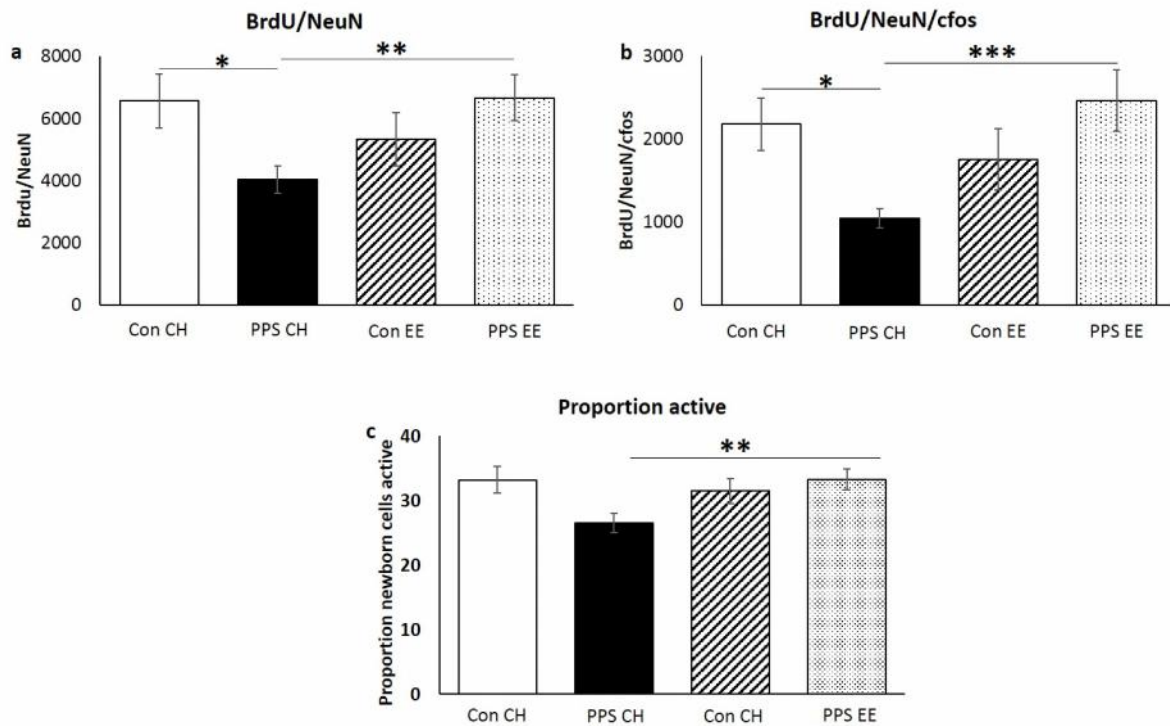 BrdU/NeuN
a
*
**
8000
6000
4000
2000
0
Brdu/NeuN
Con CH
PPS CH
Con EE
PPS EE
BrdU/NeuN/cfos
b
*
***
3000
2000
1000
0
BrdU/NeuN/cfos
Con CH
PPS CH
Con EE
PPS EE
Proportion active
c
**
40
30
20
10
0
Proportion newborn cells active
Con CH
PPS CH
Con CH
PPS EE